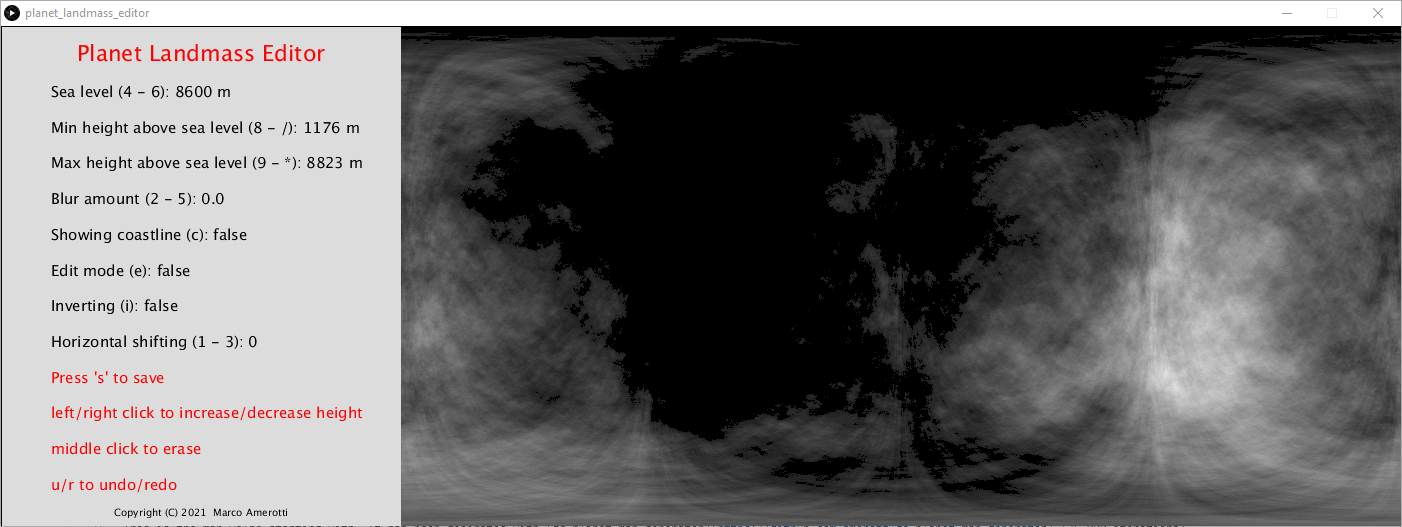 planet_landmass_editor
Planet Landmass Editor
Sea level (4 - 6): 8600 m
Min height above sea level (8 - /): 1176 m
Max height above sea level (9 - *): 8823 m
Blur amount (2 - 5): 0.0
Showing coastline (c): false
Edit mode (e): false
Inverting (i): false
Horizontal shifting (1 - 3): 0
Press 's' to save
left/right click to increase/decrease height
middle click to erase
u/r to undo/redo
Copyright (C) 2021 Marco Amerotti